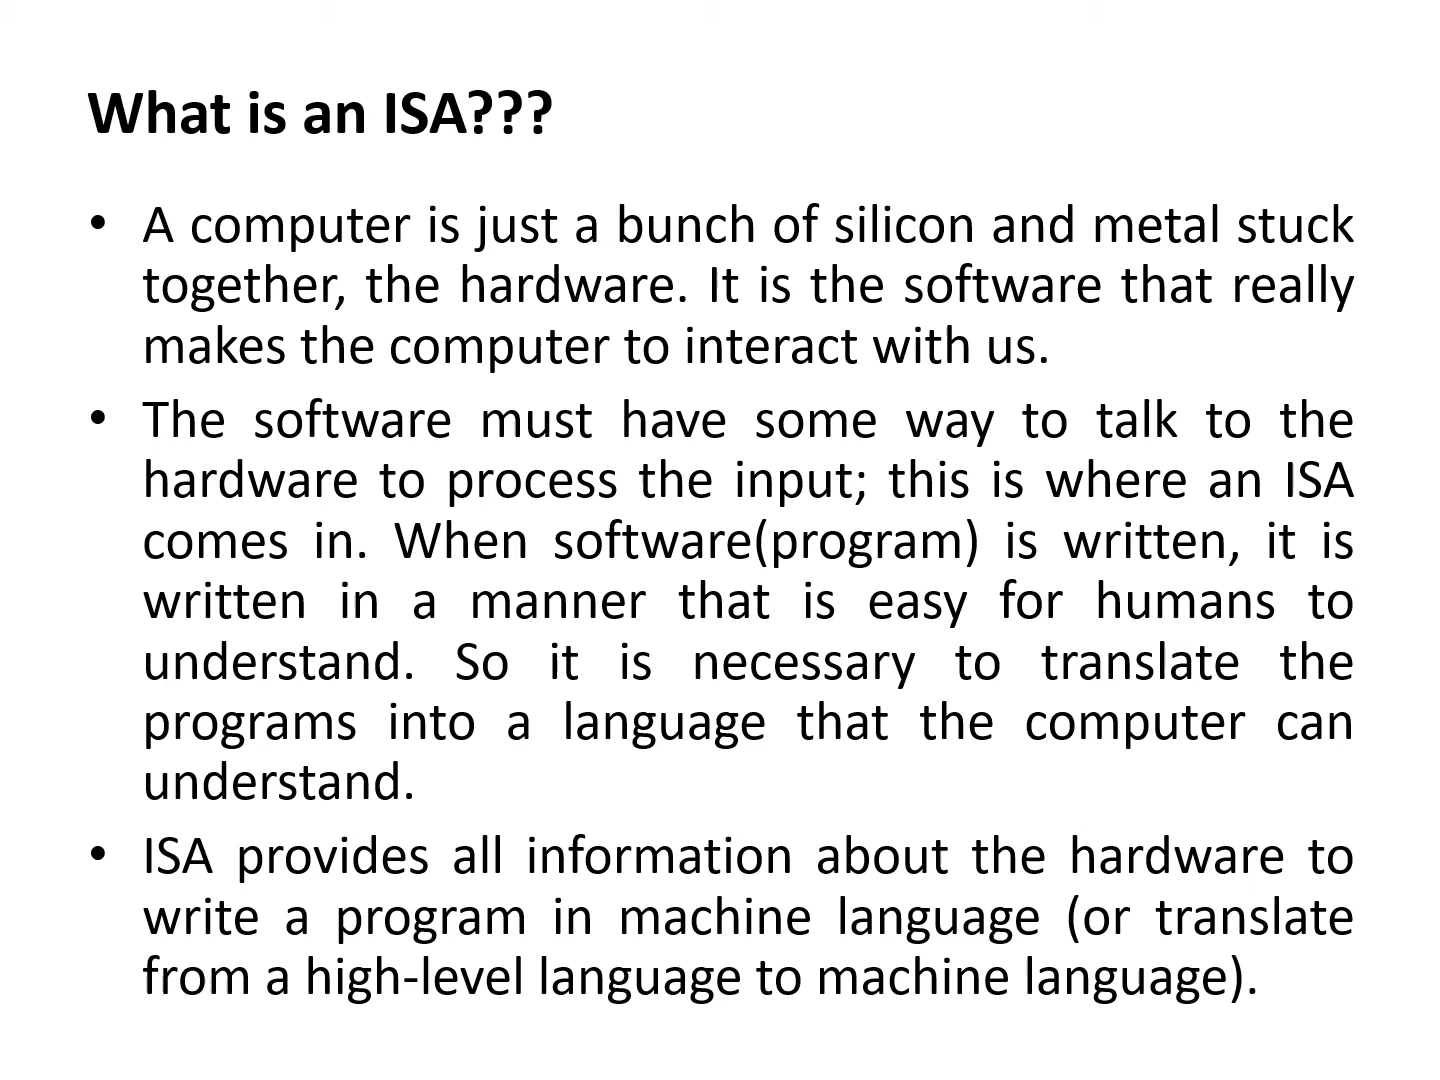 What is an ISA???
• A computer is just a bunch of silicon and metal stuck
together, the hardware. It is the software that really
makes the computer to interact with us.
• The software must have some way to talk to the
hardware to process the input; this is where an ISA
comes in. When software(program) is written, it is
written in a manner that is easy for humans to
understand. So it is necessary to translate the
programs into a language that the computer can
understand.
• ISA provides all information about the hardware to
write a program in machine language (or translate
from a high-level language to machine language).